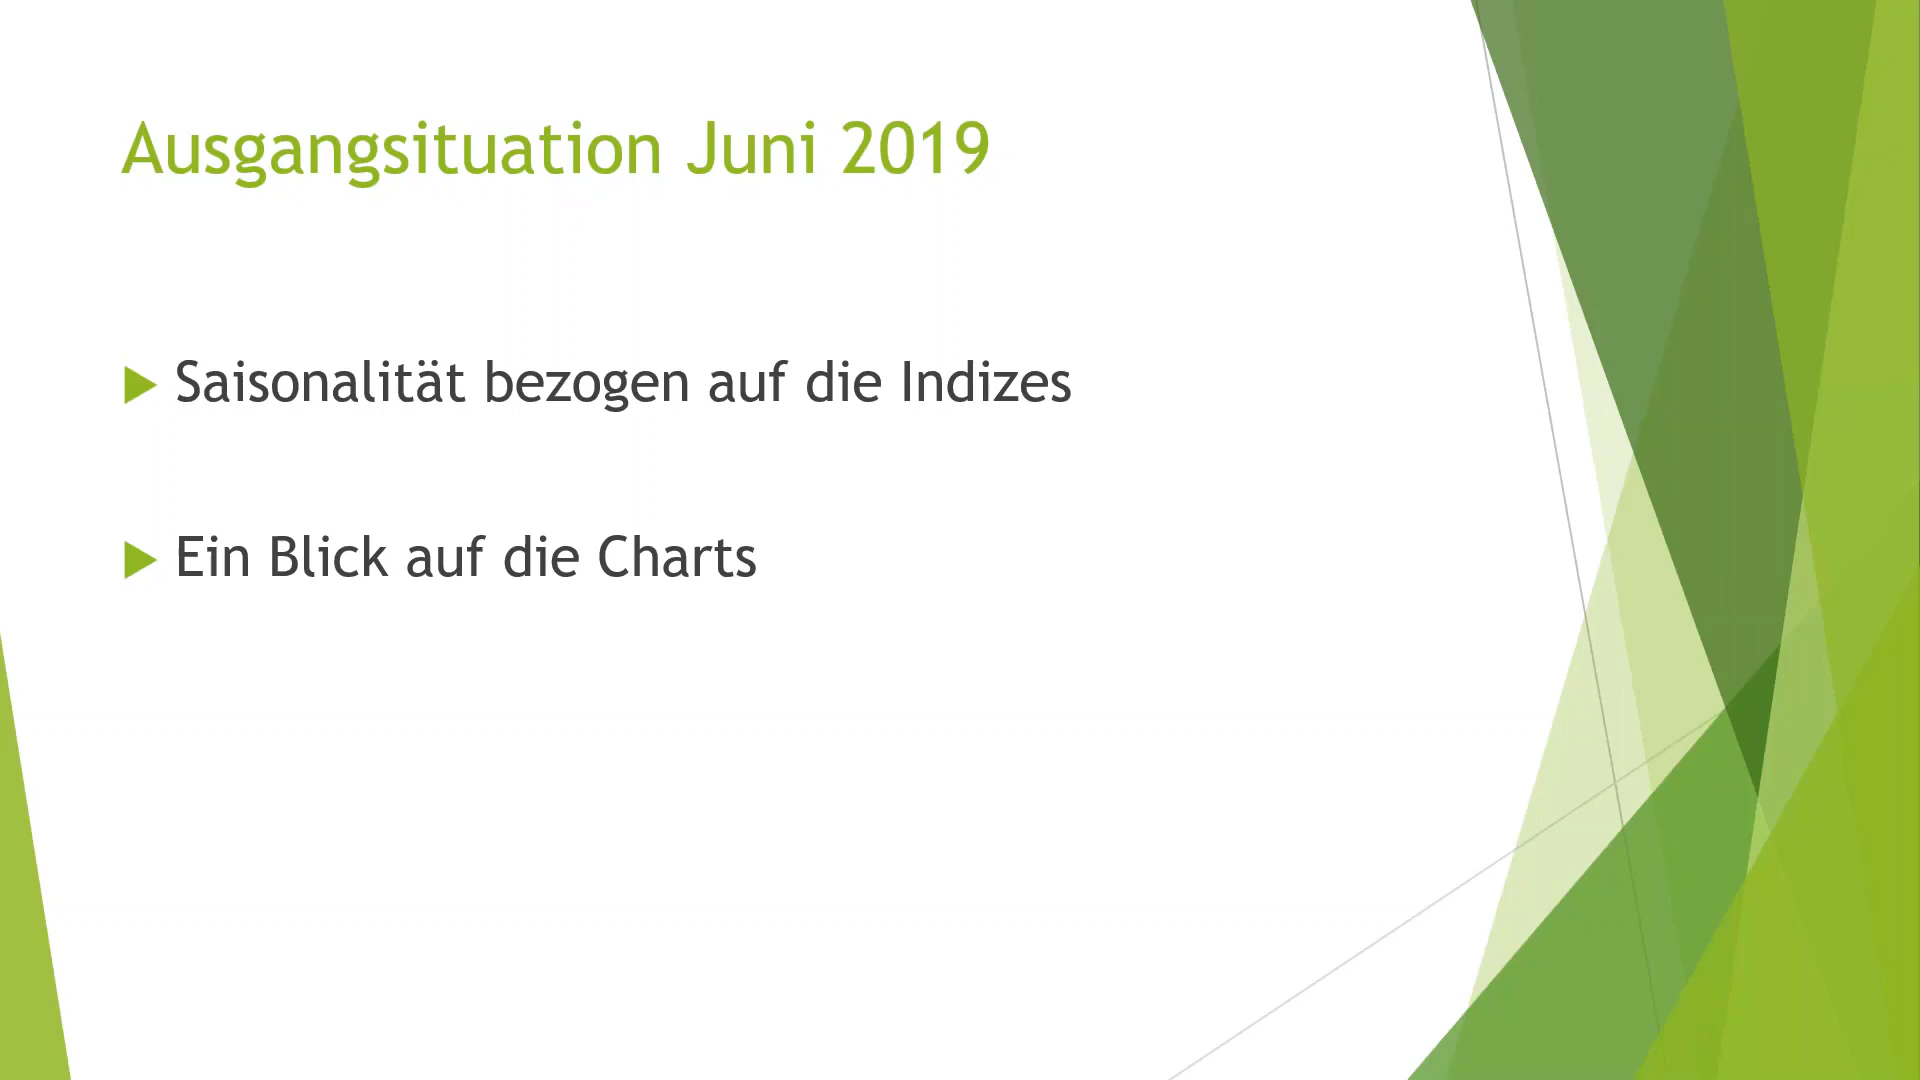 Ausgangsituation Juni 2019
Saisonalität bezogen auf die Indizes
Ein Blick auf die Charts